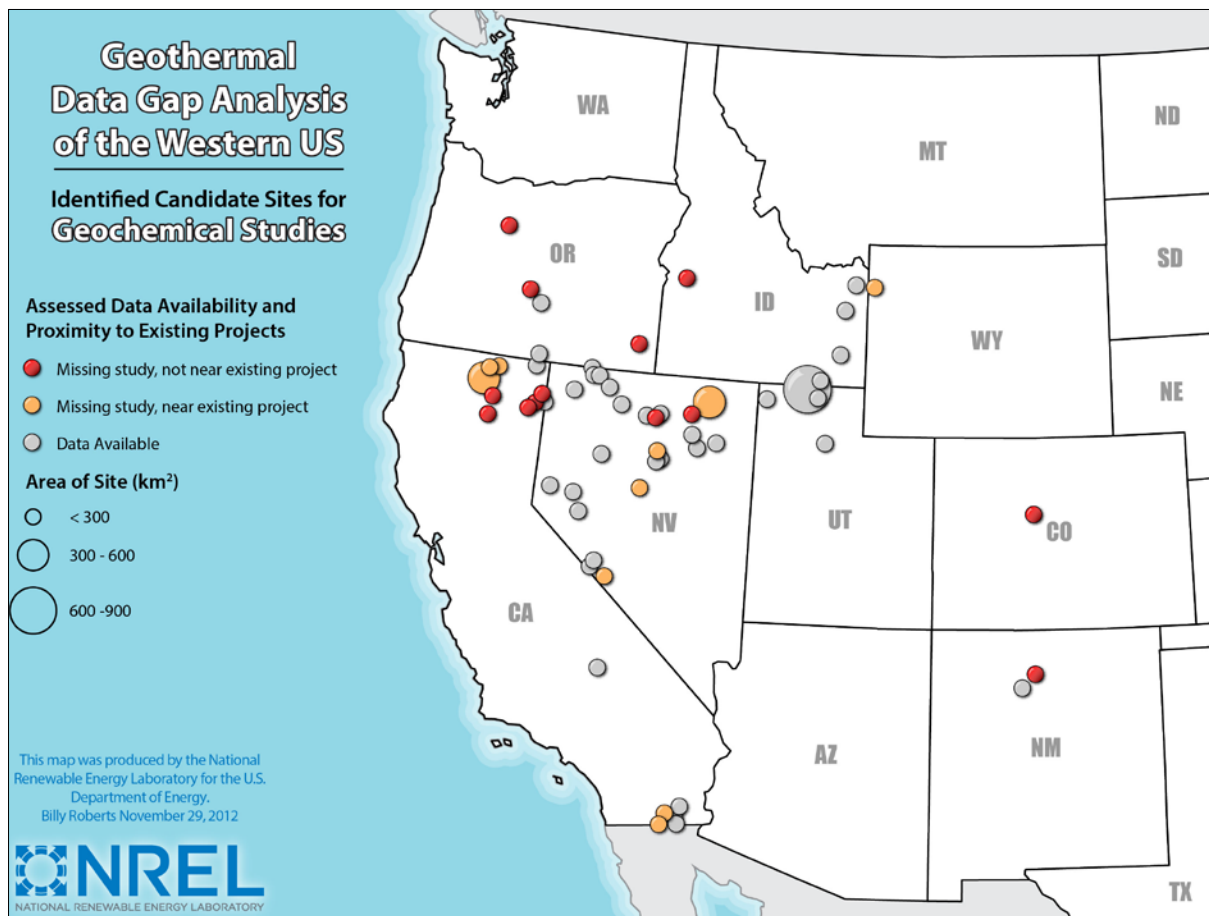 Geothermal
Data Gap Analysis
of the Western US
Identified Candidate Sites for
Geochemical Studies
Assessed Data Availability and
Proximity to Existing Projects
Missing study, not near existing project
Missing study, near existing project
Data Available
Area of Site (km²)
< 300
300 - 600
600 -900
This map was produced by the National
Renewable Energy Laboratory for the U.S.
Department of Energy.
Billy Roberts November 29, 2012
NREL
NATIONAL RENEWABLE ENERGY LABORATORY
WA
MT
ND
OR
ID
SD
WY
NE
NV
UT
CO
CA
AZ
NM
TX